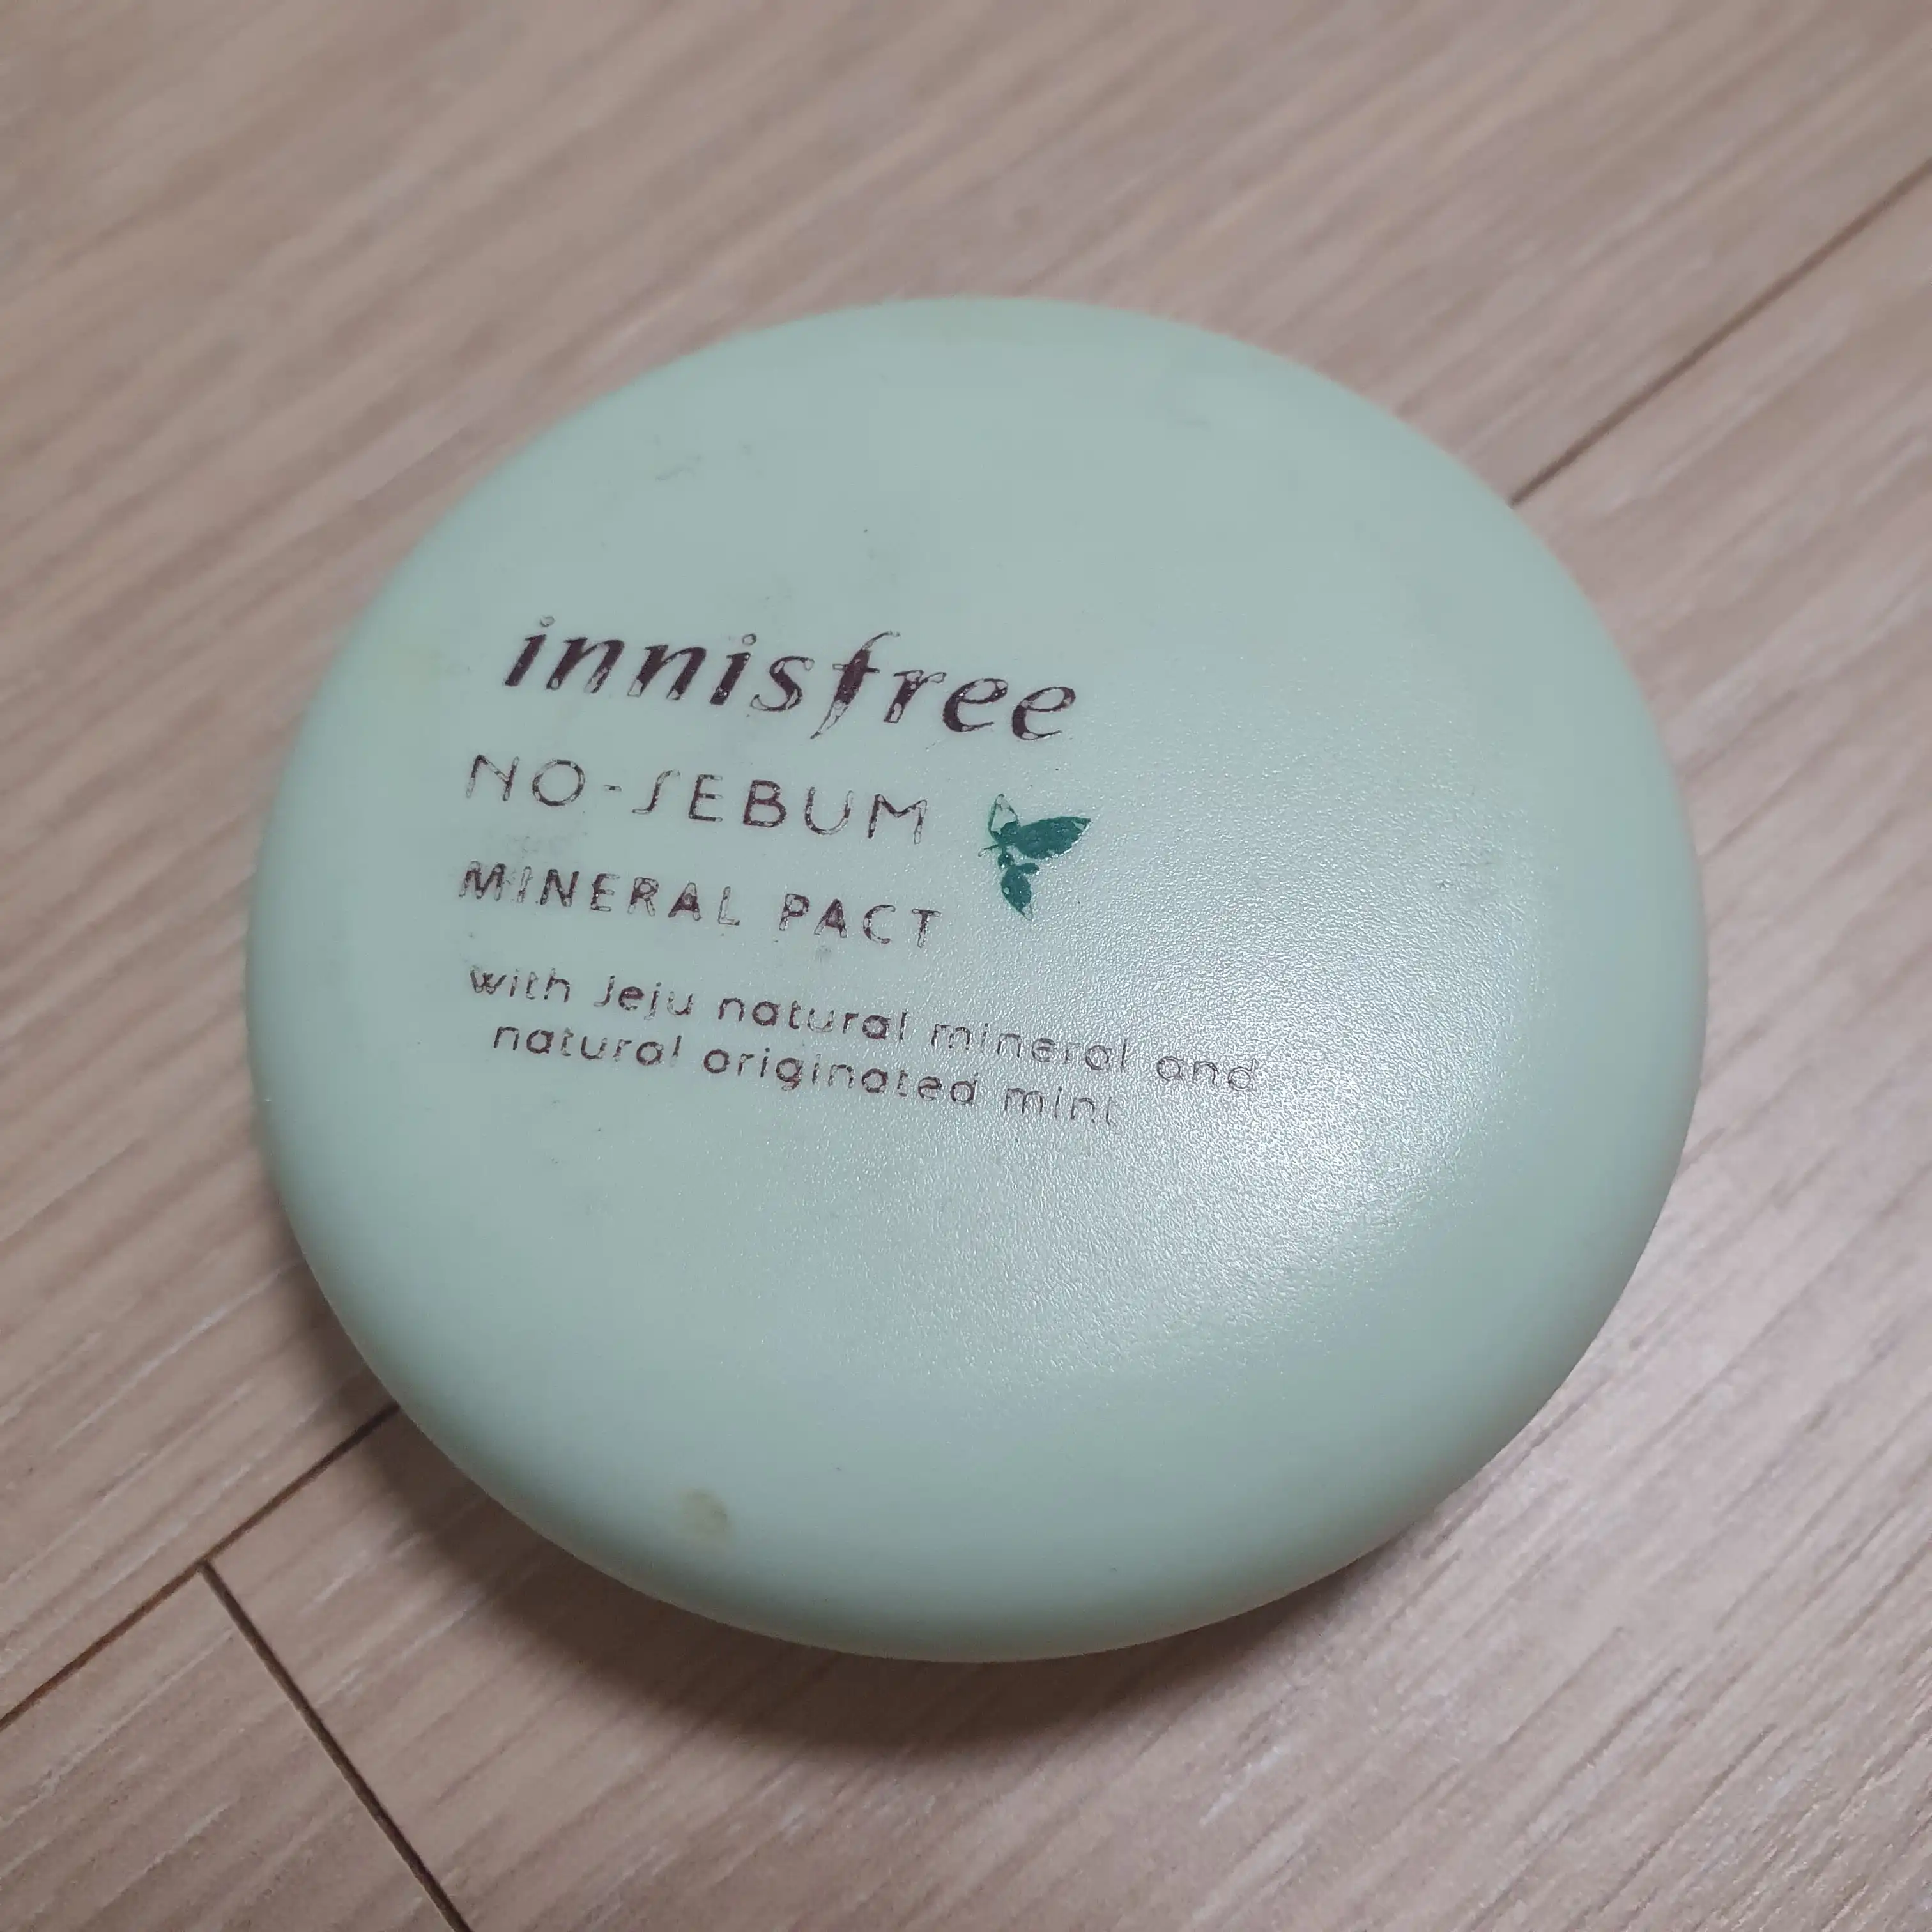 innisfree
NO-SEBUM
MINERAL PACT
with Jeju natural mineral and
natural originated mint